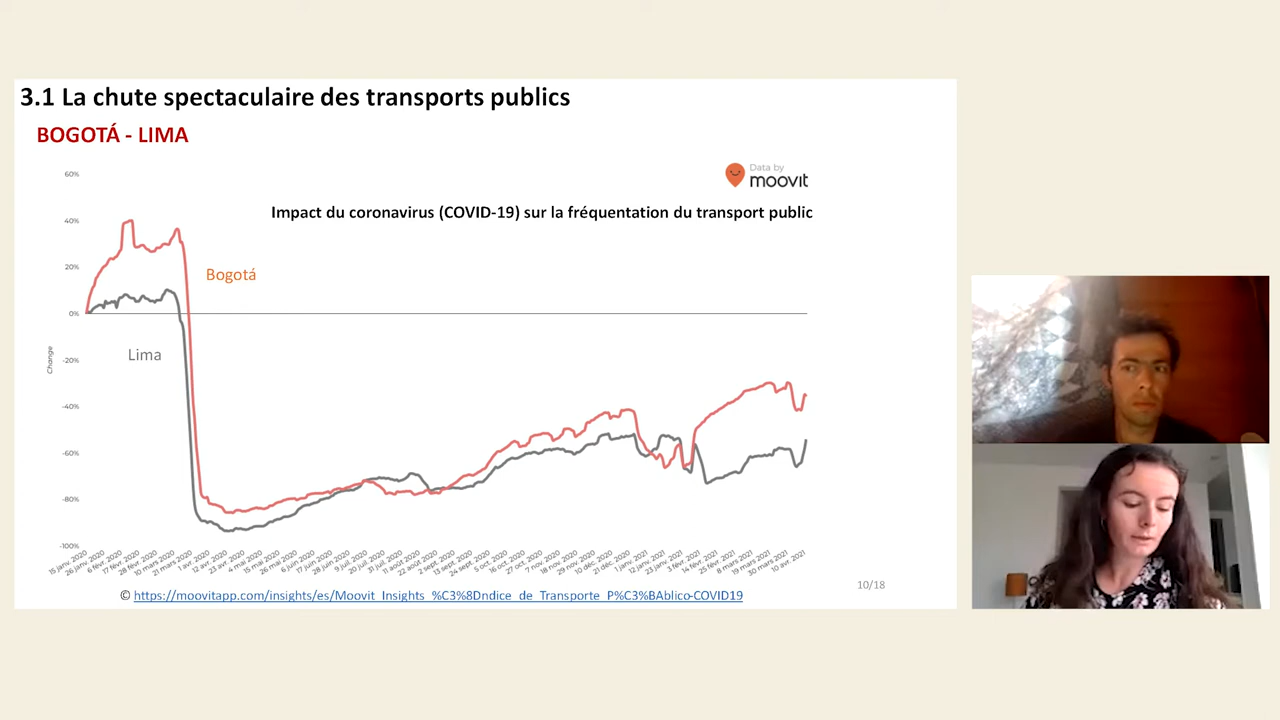 3.1 La chute spectaculaire des transports publics
BOGOTÁ - LIMA
Data by
moovit
Impact du coronavirus (COVID-19) sur la fréquentation du transport public
60%
40%
20%
0%
-20%
-40%
-60%
-80%
-100%
Change
Bogotá
Lima
15 janv. 2020
26 janv. 2020
6 févr. 2020
17 févr. 2020
28 févr. 2020
10 mars 2020
21 mars 2020
1 avr. 2020
12 avr. 2020
23 avr. 2020
4 mai 2020
15 mai 2020
26 mai 2020
6 juin 2020
17 juin 2020
28 juin 2020
9 juil. 2020
20 juil. 2020
31 juil. 2020
11 août 2020
22 août 2020
2 sept. 2020
13 sept. 2020
24 sept. 2020
5 oct. 2020
16 oct. 2020
27 oct. 2020
7 nov. 2020
18 nov. 2020
29 nov. 2020
10 déc. 2020
21 déc. 2020
1 janv. 2021
12 janv. 2021
23 janv. 2021
3 févr. 2021
14 févr. 2021
25 févr. 2021
8 mars 2021
19 mars 2021
30 mars 2021
10 avr. 2021
© https://moovitapp.com/insights/es/Moovit_Insights_%C3%8Dndice_de_Transporte_P%C3%BAblico-COVID19
10/18